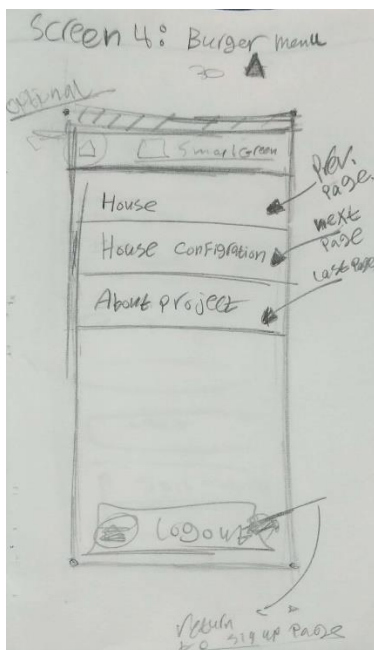 Screen 4: Burger menu
optional
Smartgreen
House
Prev. Page.
House Configration
next Page
Last Page
About project
Logout
return
to sign up Page